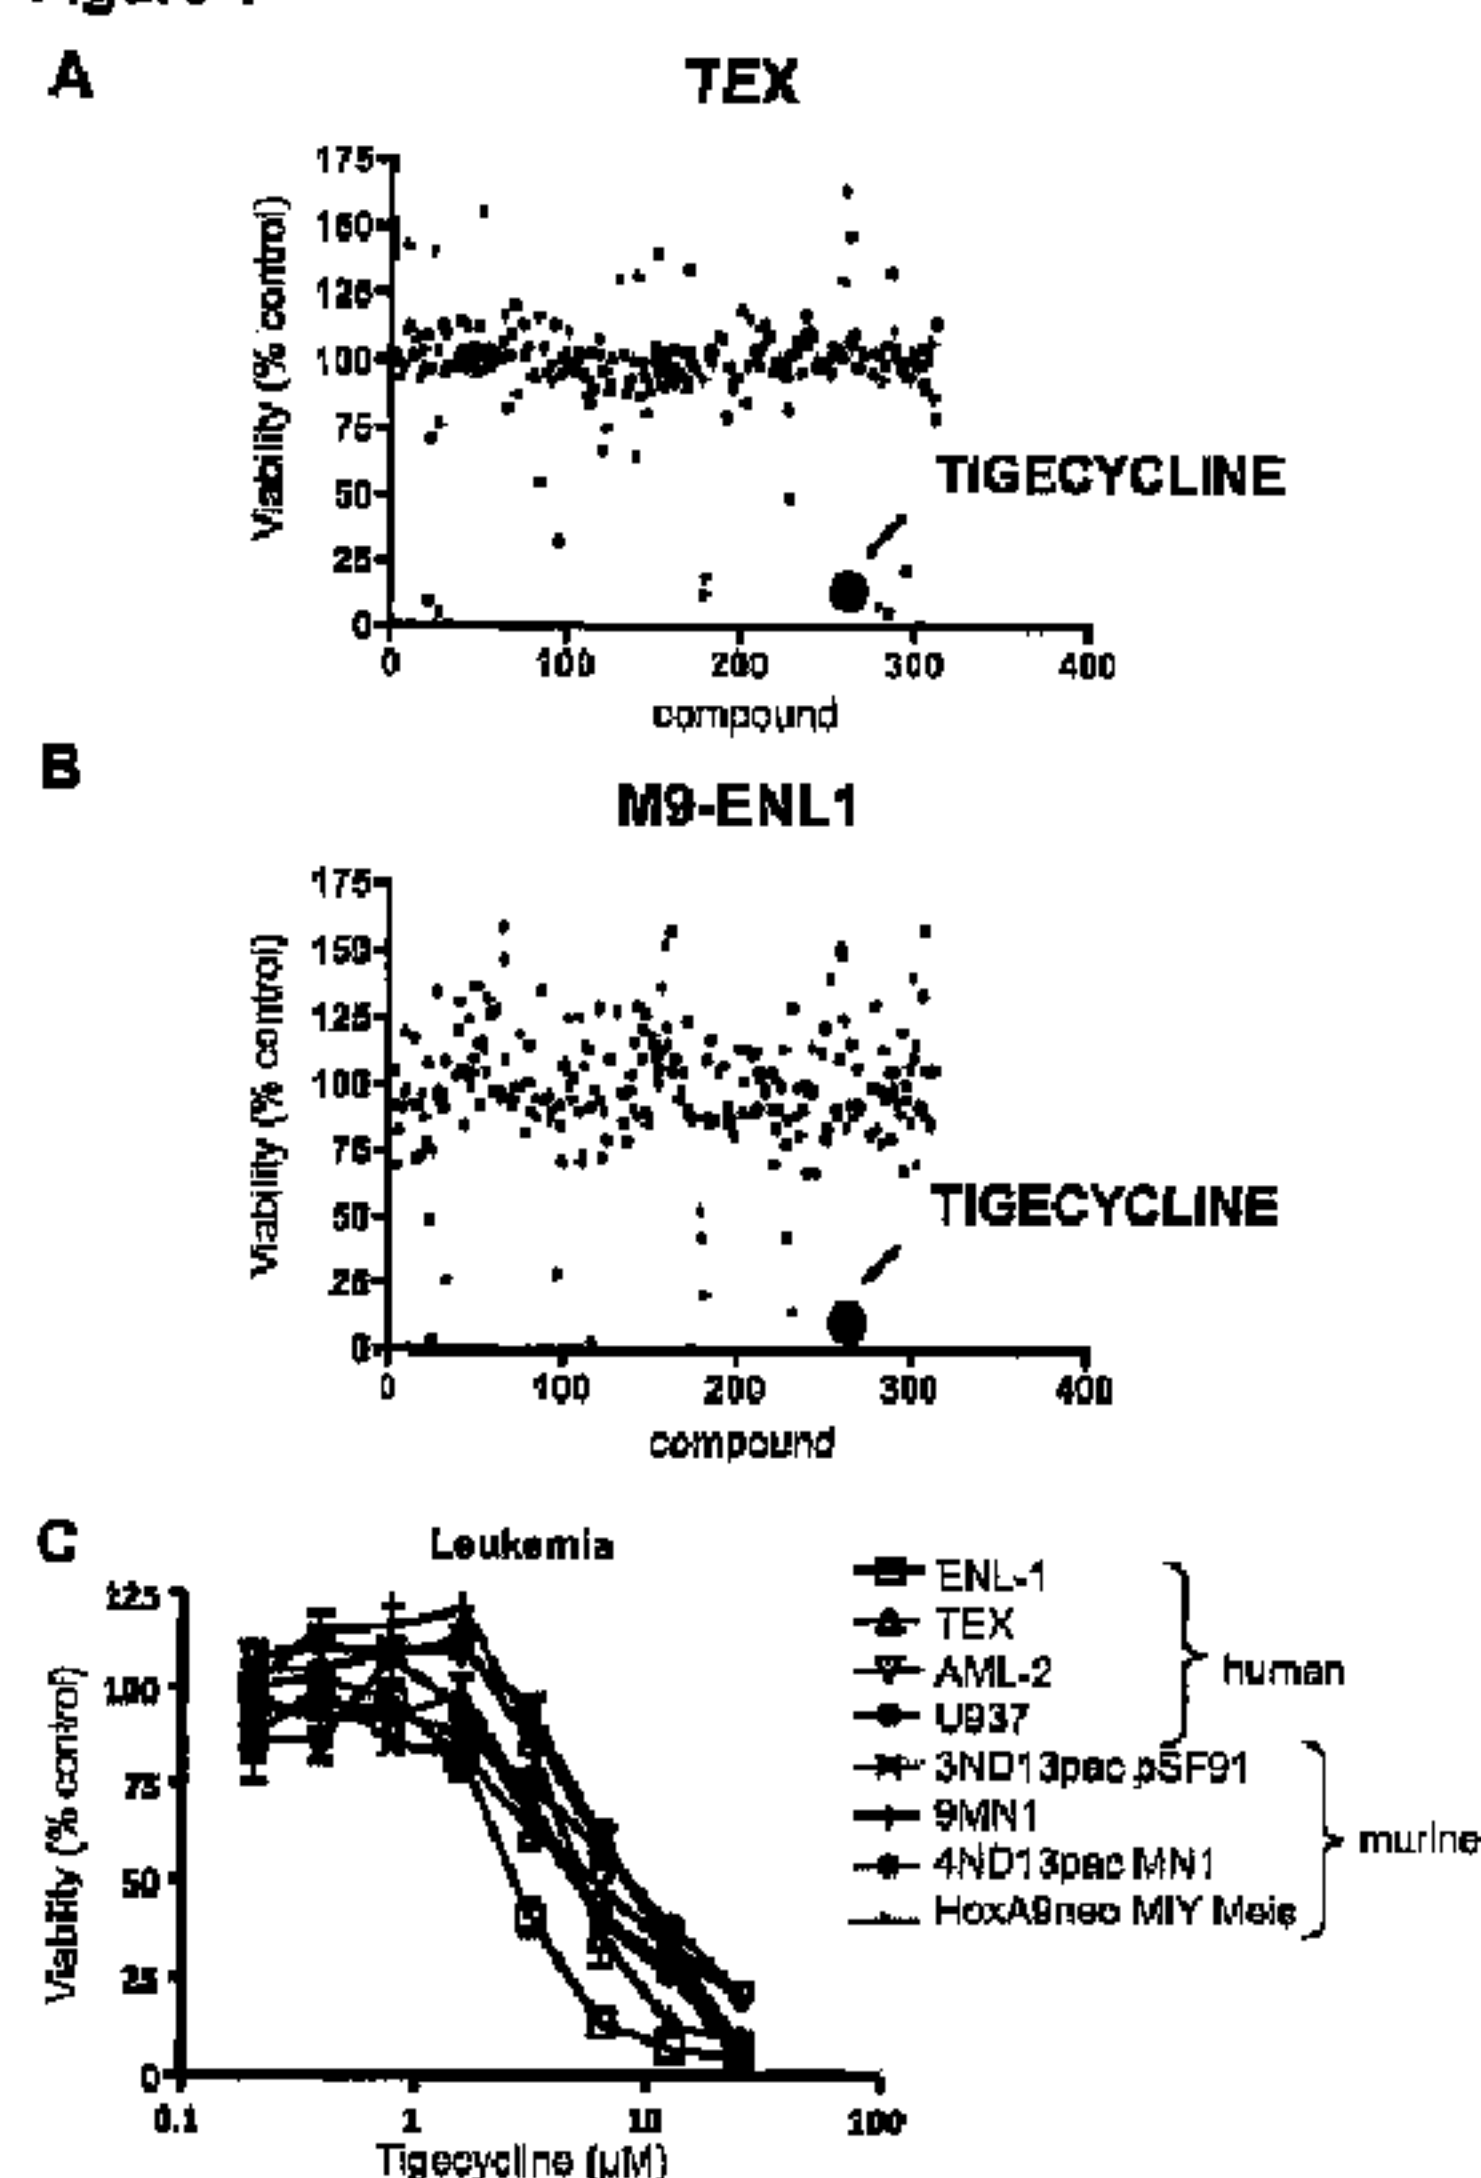 A
TEX
175
150
125
100
75
50
25
0
0 100 200 300 400
Viability (% control)
compound
TIGECYCLINE
B
M9-ENL1
175
150
125
100
75
50
25
0
0 100 200 300 400
Viability (% control)
compound
TIGECYCLINE
C
Leukemia
125
100
75
50
25
0
0.1 1 10 100
Viability (% control)
Tigecycline (µM)
ENL-1
TEX
AML-2
U937
human
3ND13pac pSF91
9MN1
4ND13pac MN1
HoxA9neo MIY Meis
murine